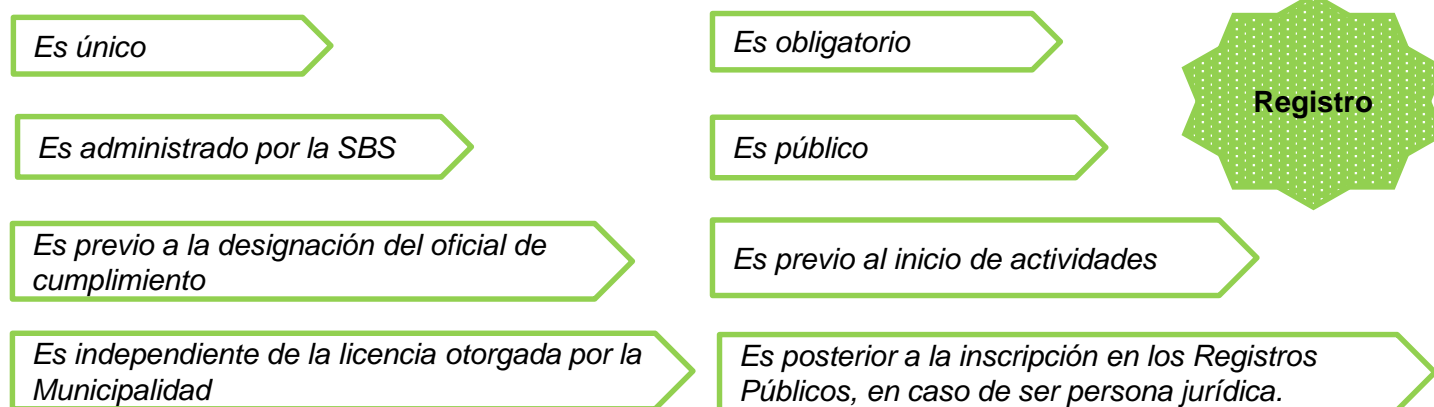 Es único
Es obligatorio
Registro
Es administrado por la SBS
Es público
Es previo a la designación del oficial de
cumplimiento
Es previo al inicio de actividades
Es independiente de la licencia otorgada por la
Municipalidad
Es posterior a la inscripción en los Registros
Públicos, en caso de ser persona jurídica.